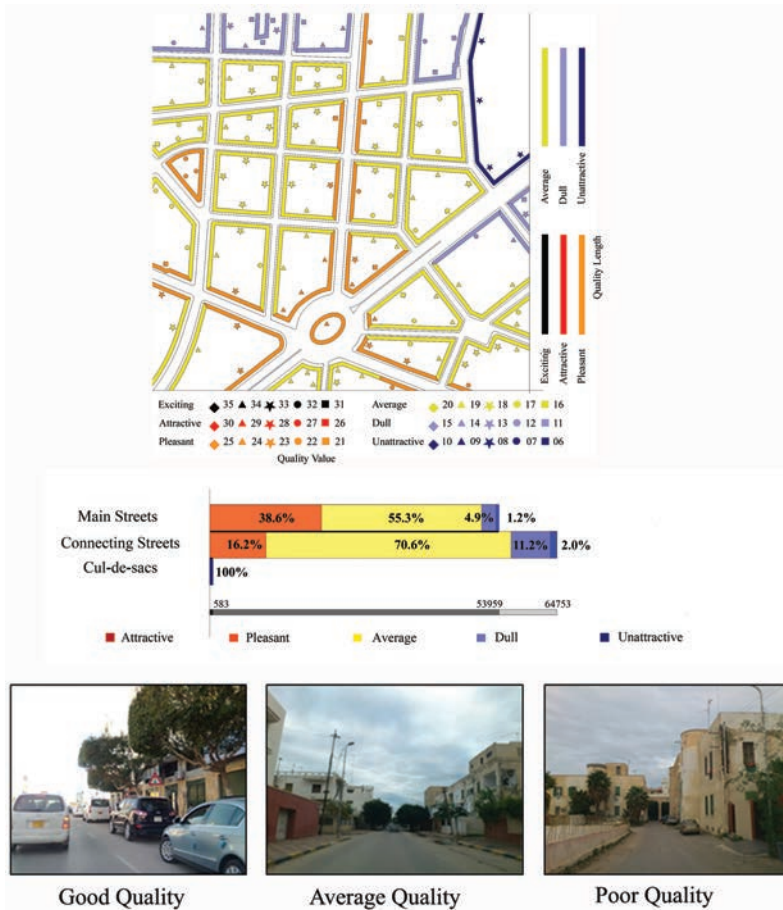 Average
Dull
Unattractive
Quality Length
Exciting
Attractive
Pleasant
Exciting 35 34 33 32 31 Average 20 19 18 17 16
Attractive 30 29 28 27 26 Dull 15 14 13 12 11
Pleasant 25 24 23 22 21 Unattractive 10 09 08 07 06
Quality Value
Main Streets 38.6% 55.3% 4.9% 1.2%
Connecting Streets 16.2% 70.6% 11.2% 2.0%
Cul-de-sacs 100%
583 53959 64753
Attractive Pleasant Average Dull Unattractive
Good Quality Average Quality Poor Quality